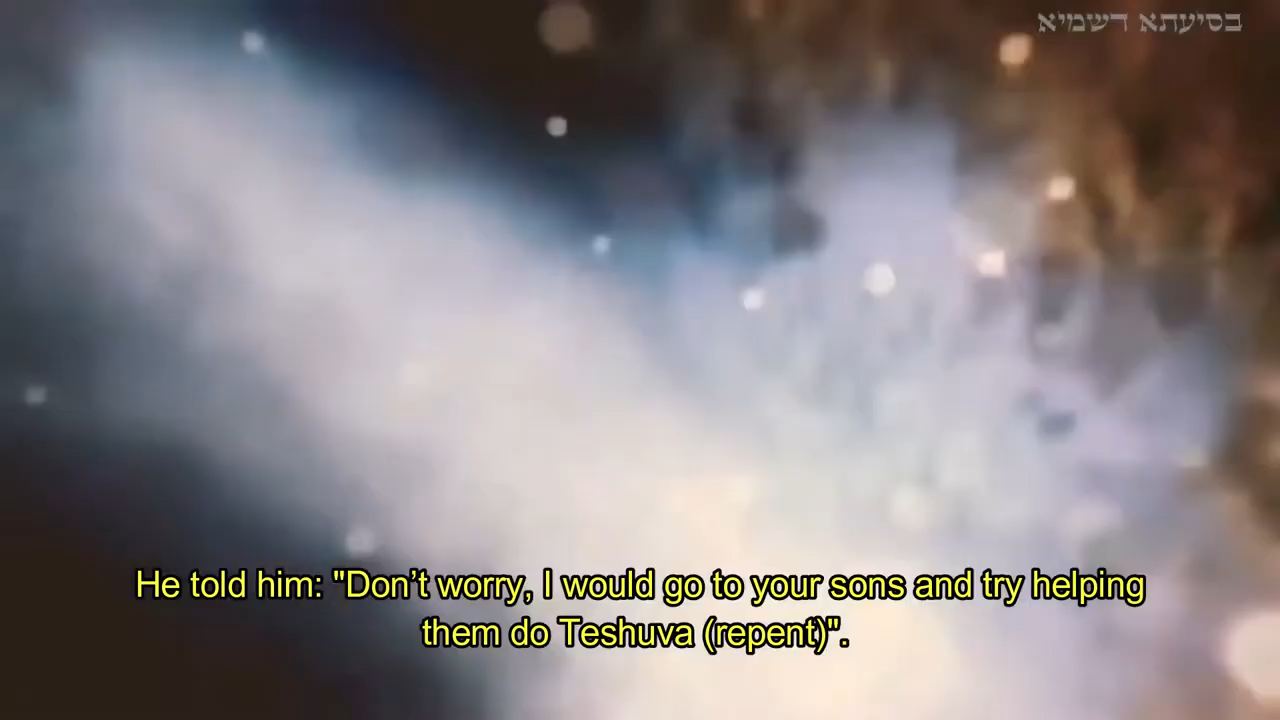 בסיעתא דשמיא
He told him: "Don’t worry, I would go to your sons and try helping
them do Teshuva (repent)".